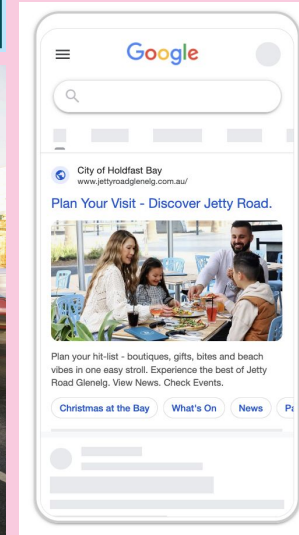 Google
City of Holdfast Bay
www.jettyroadglenelg.com.au/
Plan Your Visit - Discover Jetty Road.
Plan your hit-list - boutiques, gifts, bites and beach
vibes in one easy stroll. Experience the best of Jetty
Road Glenelg. View News. Check Events.
Christmas at the Bay What's On News